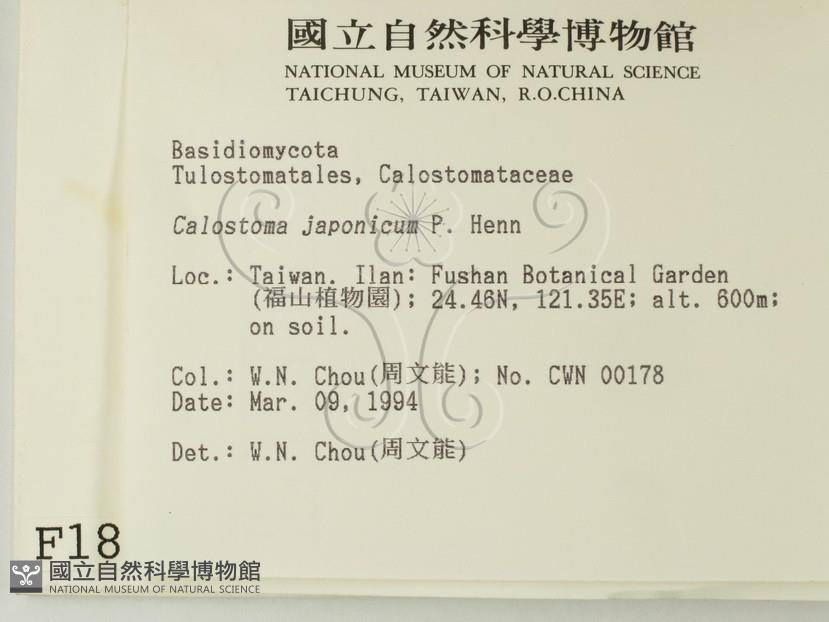 國立自然科學博物館
NATIONAL MUSEUM OF NATURAL SCIENCE
TAICHUNG, TAIWAN, R.O.CHINA
Basidiomycota
Tulostomatales, Calostomataceae
Calostoma japonicum P. Henn
Loc.: Taiwan. Ilan: Fushan Botanical Garden
(福山植物園); 24.46N, 121.35E; alt. 600m;
on soil.
Col.: W.N. Chou(周文能); No. CWN 00178
Date: Mar. 09, 1994
Det.: W.N. Chou(周文能)
F18
國立自然科學博物館
NATIONAL MUSEUM OF NATURAL SCIENCE